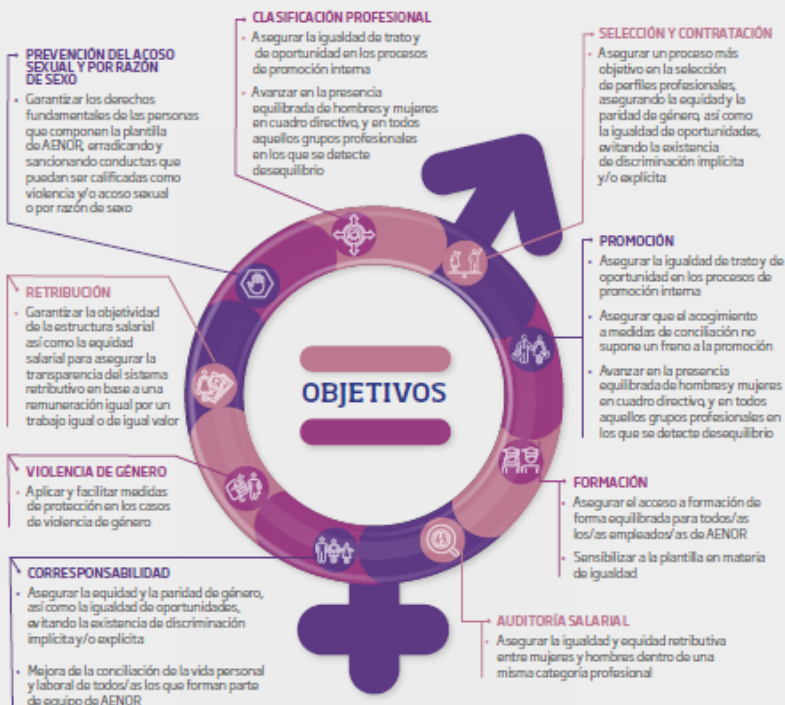 CLASIFICACIÓN PROFESIONAL
• Asegurar la igualdad de trato y
de oportunidad en los procesos
de promoción interna
• Avanzar en la presencia
equilibrada de hombres y mujeres
en cuadro directivo, y en todos
aquellos grupos profesionales
en los que se detecte
desequilibrio
SELECCIÓN Y CONTRATACIÓN
• Asegurar un proceso más
objetivo en la selección
de perfiles profesionales,
asegurando la equidad y la
paridad de género, así como
la igualdad de oportunidades,
evitando la existencia
de discriminación implícita
y/o explícita
PREVENCIÓN DEL ACOSO
SEXUAL Y POR RAZÓN
DE SEXO
• Garantizar los derechos
fundamentales de las personas
que componen la plantilla
de AENOR, erradicando y
sancionando conductas que
puedan ser calificadas como
violencia y/o acoso sexual
o por razón de sexo
PROMOCIÓN
• Asegurar la igualdad de trato y de
oportunidad en los procesos de
promoción interna
• Asegurar que el acogimiento
a medidas de conciliación no
supone un freno a la promoción
• Avanzar en la presencia
equilibrada de hombres y mujeres
en cuadro directivo, y en todos
aquellos grupos profesionales en
los que se detecte desequilibrio
RETRIBUCIÓN
• Garantizar la objetividad
de la estructura salarial
así como la equidad
salarial para asegurar la
transparencia del sistema
retributivo en base a una
remuneración igual por un
trabajo igual o de igual valor
OBJETIVOS
VIOLENCIA DE GÉNERO
• Aplicar y facilitar medidas
de protección en los casos
de violencia de género
FORMACIÓN
• Asegurar el acceso a formación de
forma equilibrada para todos/as
los/as empleados/as de AENOR
• Sensibilizar a la plantilla en materia
de igualdad
CORRESPONSABILIDAD
• Asegurar la equidad y la paridad de género,
así como la igualdad de oportunidades,
evitando la existencia de discriminación
implícita y/o explícita
• Mejora de la conciliación de la vida personal
y laboral de todos/as los que forman parte
de equipo de AENOR
AUDITORÍA SALARIAL
• Asegurar la igualdad y equidad retributiva
entre mujeres y hombres dentro de una
misma categoría profesional